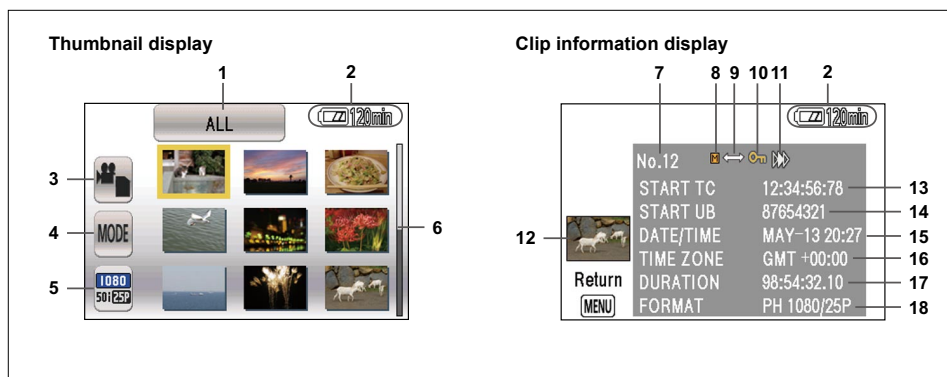 Thumbnail display
1
2
ALL
120min
3
4
MODE
5
1080
50i 25P
6
Clip information display
7
8
9
10
11
2
120min
No.12
M
START TC 12:34:56:78
13
START UB 87654321
14
DATE/TIME MAY-13 20:27
15
TIME ZONE GMT +00:00
16
DURATION 98:54:32.10
17
FORMAT PH 1080/25P
18
12
Return
MENU